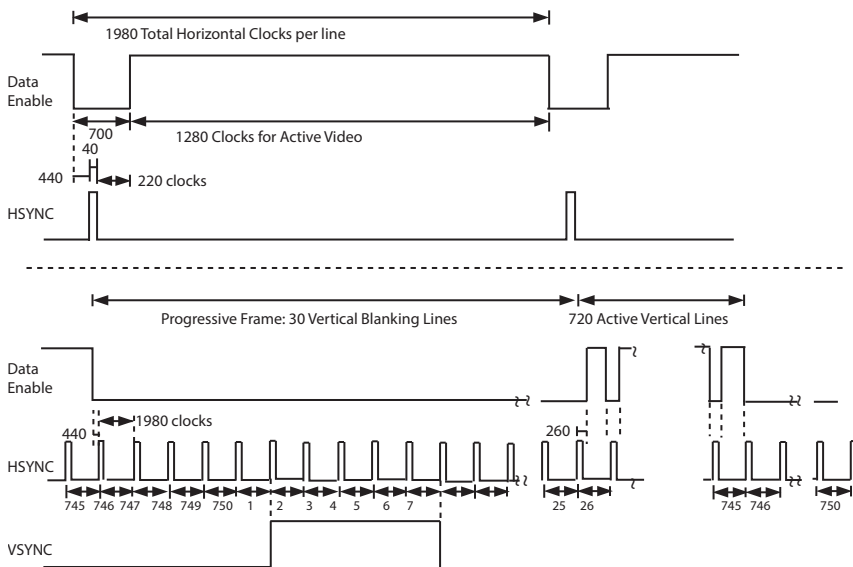 1980 Total Horizontal Clocks per line
Data
Enable
700
1280 Clocks for Active Video
40
440
220 clocks
HSYNC
Progressive Frame: 30 Vertical Blanking Lines
720 Active Vertical Lines
Data
Enable
1980 clocks
440
260
HSYNC
745 746 747 748 749 750 1 2 3 4 5 6 7 25 26 745 746 750
VSYNC